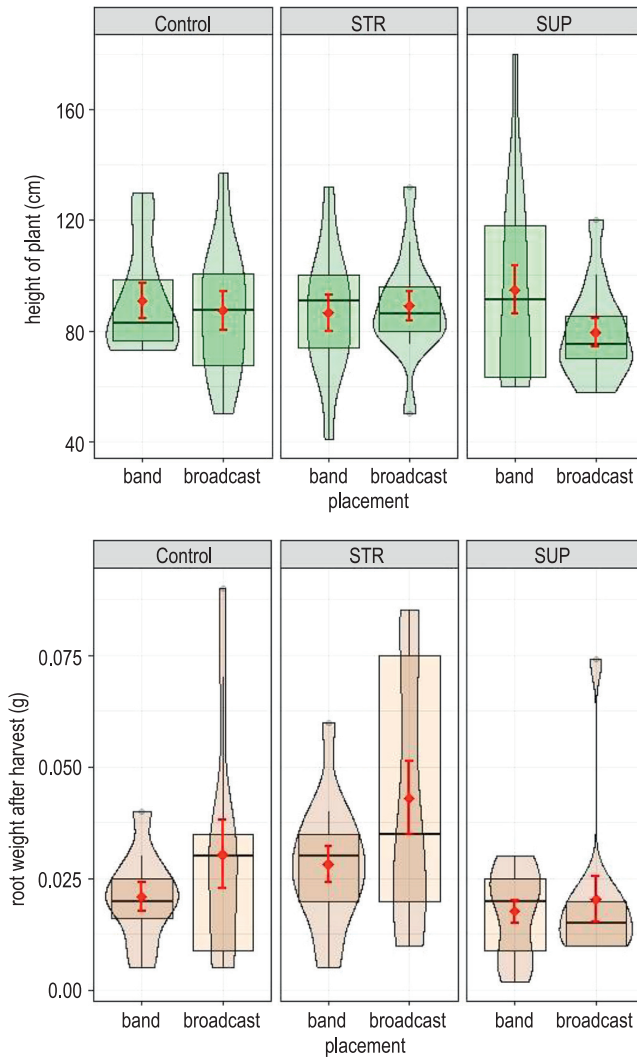 Control STR SUP
height of plant (cm)
160
120
80
40
band broadcast band broadcast band broadcast
placement
Control STR SUP
root weight after harvest (g)
0.075
0.050
0.025
0.00
band broadcast band broadcast band broadcast
placement